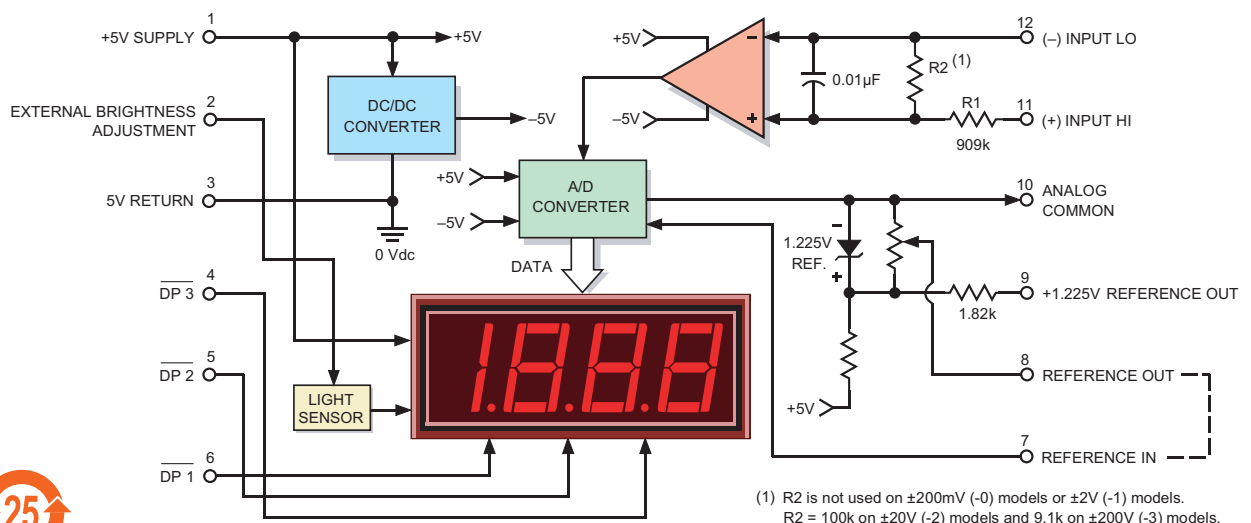 1
+5V SUPPLY
+5V
2
EXTERNAL BRIGHTNESS
ADJUSTMENT
DC/DC
CONVERTER
–5V
3
5V RETURN
0 Vdc
4
DP 3
5
DP 2
6
DP 1
LIGHT
SENSOR
+5V
–5V
–
+
0.01µF
R2 (1)
R1
909k
12
(–) INPUT LO
11
(+) INPUT HI
+5V
–5V
A/D
CONVERTER
DATA
1.8.8.8
10
ANALOG
COMMON
–
1.225V
REF.
+
1.82k
9
+1.225V REFERENCE OUT
8
REFERENCE OUT
+5V
7
REFERENCE IN
25
(1) R2 is not used on ±200mV (-0) models or ±2V (-1) models.
R2 = 100k on ±20V (-2) models and 9.1k on ±200V (-3) models.